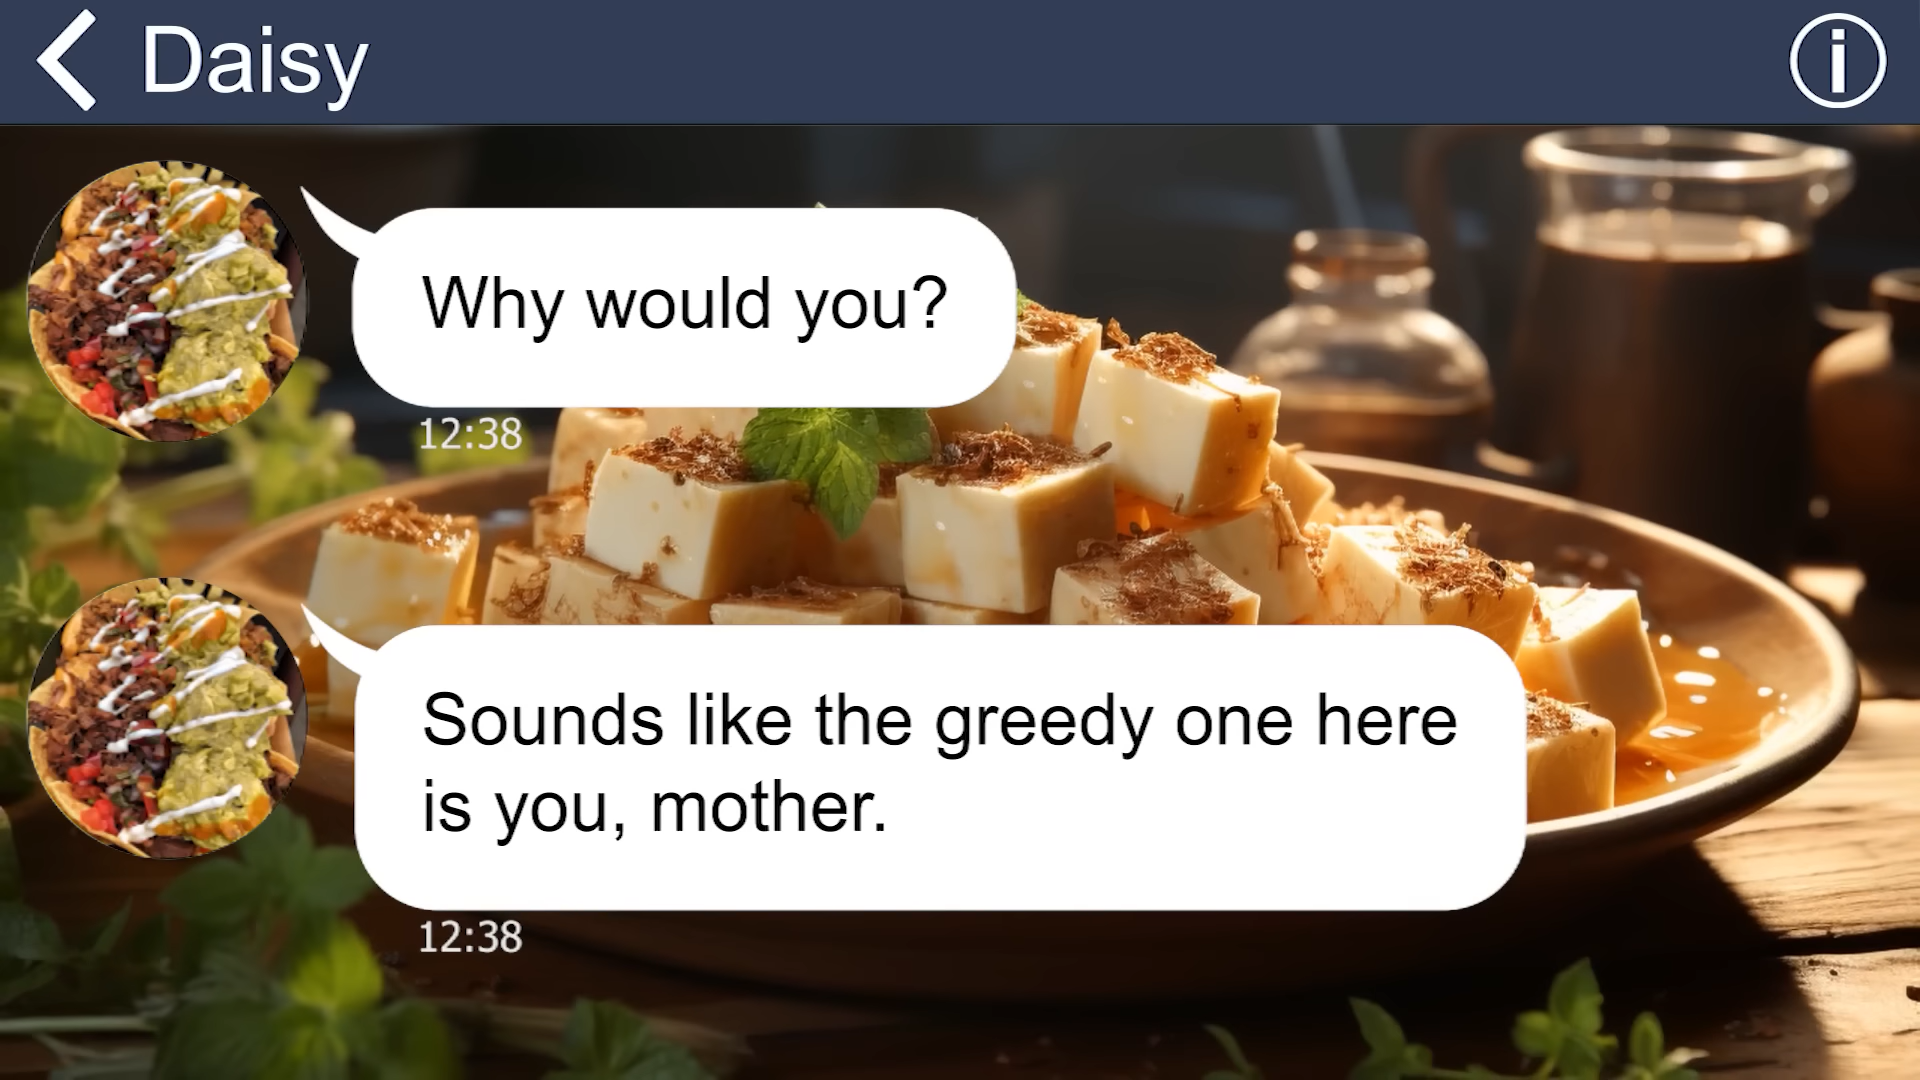 Daisy
Why would you?
12:38
Sounds like the greedy one here
is you, mother.
12:38